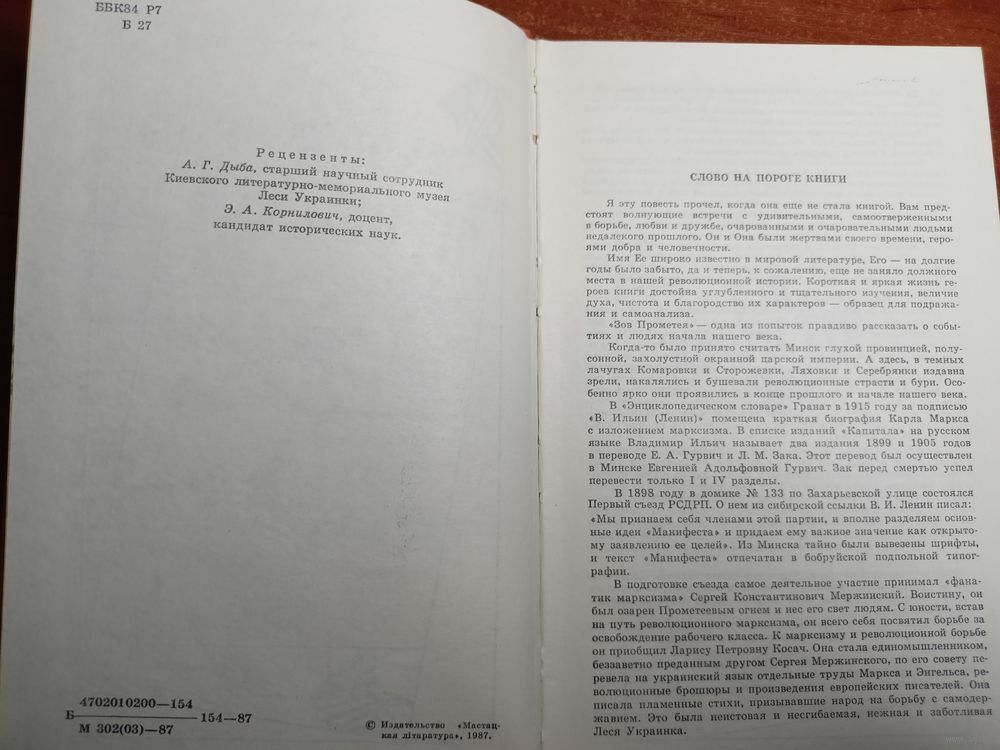 ББК84 Р7
Б 27
Рецензенты:
А. Г. Дыба, старший научный сотрудник
Киевского литературно-мемориального музея
Леси Украинки;
Э. А. Корнилович, доцент,
кандидат исторических наук.
4702010200—154
Б———————— 154—87
М 302(03)—87
© Издательство «Мастац-
кая літаратура», 1987.
СЛОВО НА ПОРОГЕ КНИГИ
Я эту повесть прочел, когда она еще не стала книгой. Вам пред-
стоят волнующие встречи с удивительными, самоотверженными
в борьбе, любви и дружбе, очарованными и очаровательными людьми
недалекого прошлого. Он и Она были жертвами своего времени, геро-
ями добра и человечности.
Имя Ее широко известно в мировой литературе, Его — на долгие
годы было забыто, да и теперь, к сожалению, еще не заняло должного
места в нашей революционной истории. Короткая и яркая жизнь ге-
роев книги достойна углубленного и тщательного изучения, величие
духа, чистота и благородство их характеров — образец для подража-
ния и самоанализа.
«Зов Прометея» — одна из попыток правдиво рассказать о собы-
тиях и людях начала нашего века.
Когда-то было принято считать Минск глухой провинцией, полу-
сонной, захолустной окраиной царской империи. А здесь, в темных
лачугах Комаровки и Сторожевки, Ляховки и Серебрянки издавна
зрели, накалялись и бушевали революционные страсти и бури. Осо-
бенно ярко они проявились в конце прошлого и начале нашего века.
В «Энциклопедическом словаре» Гранат в 1915 году за подписью
«В. Ильин (Ленин)» помещена краткая биография Карла Маркса
с изложением марксизма. В списке изданий «Капитала» на русском
языке Владимир Ильич называет два издания 1899 и 1905 годов
в переводе Е. А. Гурвич и Л. М. Зака. Этот перевод был осуществлен
в Минске Евгенией Адольфовной Гурвич. Зак перед смертью успел
перевести только I и IV разделы.
В 1898 году в домике № 133 по Захарьевской улице состоялся
Первый съезд РСДРП. О нем из сибирской ссылки В. И. Ленин писал:
«Мы признаем себя членами этой партии, и вполне разделяем основ-
ные идеи «Манифеста» и придаем ему важное значение как открыто-
му заявлению ее целей». Из Минска тайно были вывезены шрифты,
и текст «Манифеста» отпечатан в бобруйской подпольной типог-
рафии.
В подготовке съезда самое деятельное участие принимал «фана-
тик марксизма» Сергей Константинович Мержинский. Воистину, он
был озарен Прометеевым огнем и нес его свет людям. С юности, встав
на путь революционного марксизма, он всего себя посвятил борьбе за
освобождение рабочего класса. К марксизму и революционной борьбе
он приобщил Ларису Петровну Косач. Она стала единомышленником,
беззаветно преданным другом Сергея Мержинского, по его совету пе-
ревела на украинский язык отдельные труды Маркса и Энгельса, ре-
волюционные брошюры и произведения европейских писателей. Она
писала пламенные стихи, призывавшие народ на борьбу с самодер-
жавием. Это была неистовая и несгибаемая, нежная и заботливая
Леся Украинка.